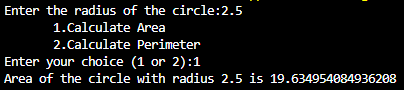 Enter the radius of the circle:2.5
1.Calculate Area
2.Calculate Perimeter
Enter your choice (1 or 2):1
Area of the circle with radius 2.5 is 19.634954084936208